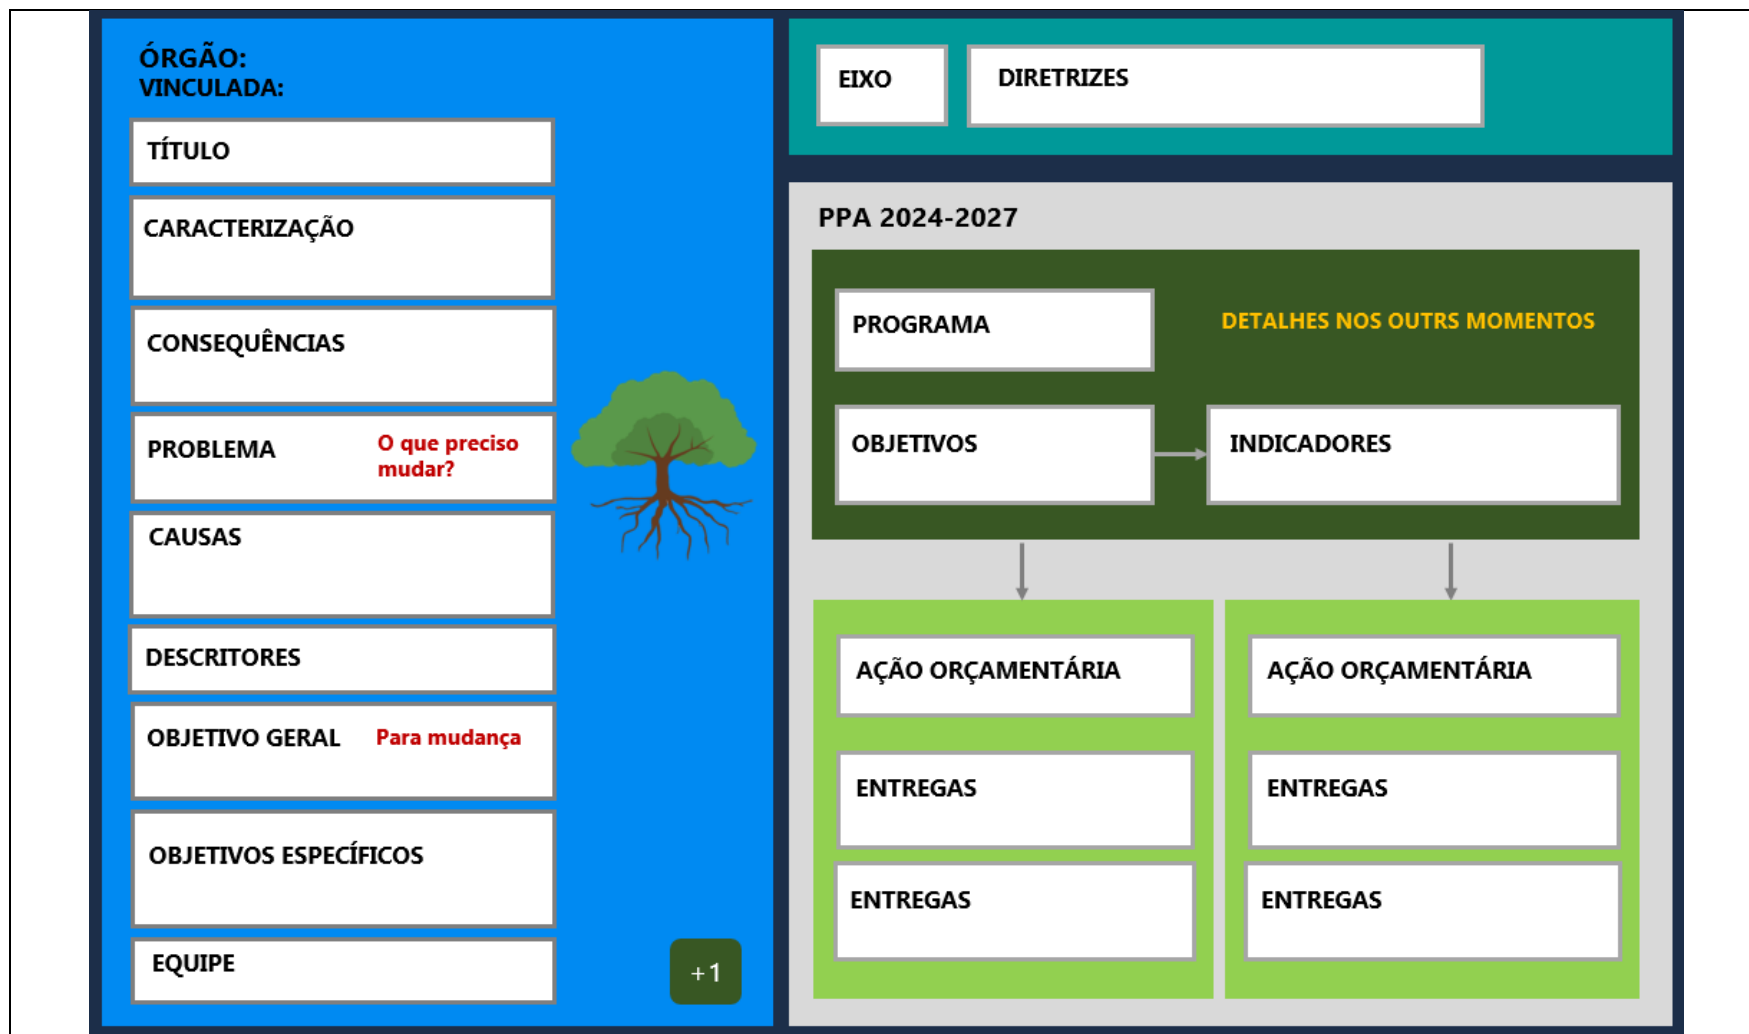 ÓRGÃO:
VINCULADA:
TÍTULO
CARACTERIZAÇÃO
CONSEQUÊNCIAS
PROBLEMA
O que preciso
mudar?
CAUSAS
DESCRITORES
OBJETIVO GERAL
Para mudança
OBJETIVOS ESPECÍFICOS
EQUIPE
+1
EIXO
DIRETRIZES
PPA 2024-2027
PROGRAMA
DETALHES NOS OUTRS MOMENTOS
OBJETIVOS
INDICADORES
AÇÃO ORÇAMENTÁRIA
ENTREGAS
ENTREGAS
AÇÃO ORÇAMENTÁRIA
ENTREGAS
ENTREGAS